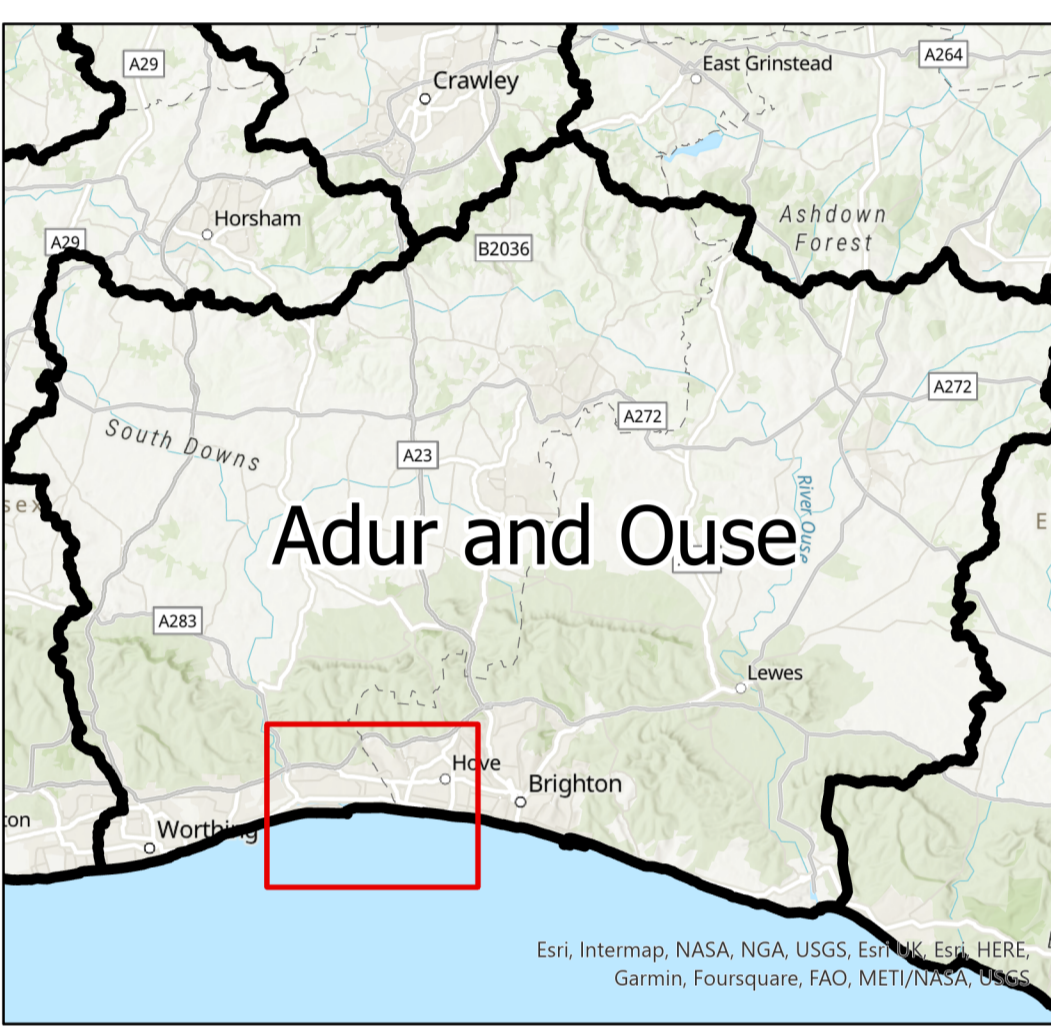 A29
Crawley
East Grinstead
A264
Horsham
A29
B2036
Ashdown
Forest
A272
A272
South Downs
A23
River Ouse
sex
E
Adur and Ouse
A283
Lewes
Hove
Brighton
ton
Worthing
Esri, Intermap, NASA, NGA, USGS, Esri UK, Esri, HERE,
Garmin, Foursquare, FAO, METI/NASA, USGS